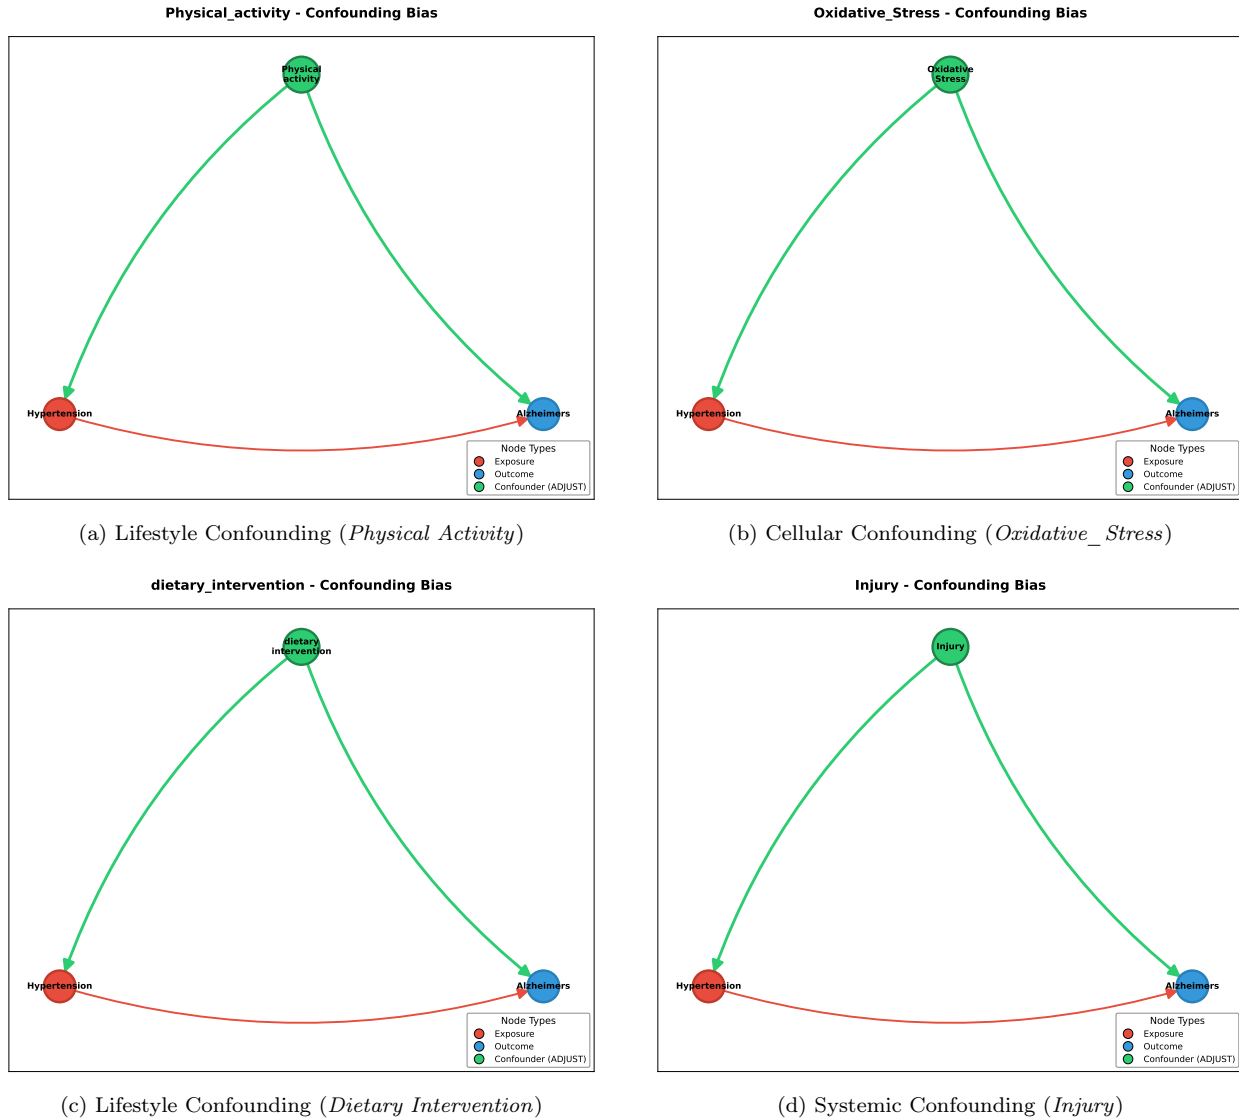 Physical_activity - Confounding Bias
Physical
activity
Hypertension
Alzheimers
Node Types
Exposure
Outcome
Confounder (ADJUST)
(a) Lifestyle Confounding (Physical Activity)
Oxidative_Stress - Confounding Bias
Oxidative
Stress
Hypertension
Alzheimers
Node Types
Exposure
Outcome
Confounder (ADJUST)
(b) Cellular Confounding (Oxidative_Stress)
dietary_intervention - Confounding Bias
dietary
intervention
Hypertension
Alzheimers
Node Types
Exposure
Outcome
Confounder (ADJUST)
(c) Lifestyle Confounding (Dietary Intervention)
Injury - Confounding Bias
Injury
Hypertension
Alzheimers
Node Types
Exposure
Outcome
Confounder (ADJUST)
(d) Systemic Confounding (Injury)